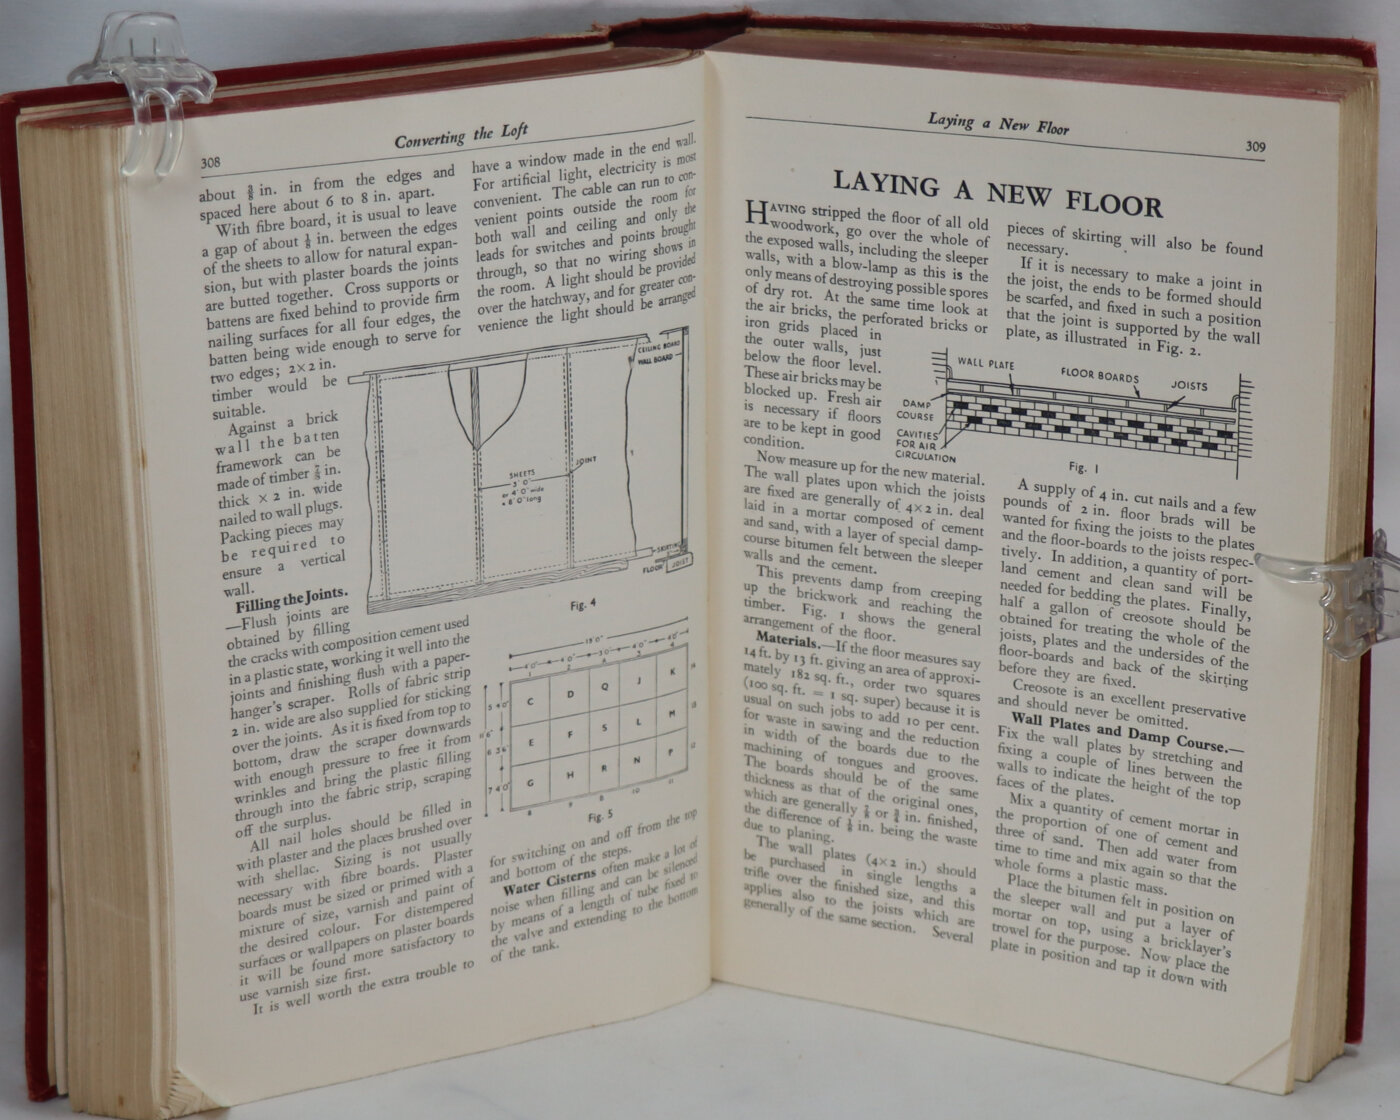 308
Converting the Loft
about ⅜ in. in from the edges and
spaced here about 6 to 8 in. apart.
With fibre board, it is usual to leave
a gap of about ⅛ in. between the edges
of the sheets to allow for natural expan-
sion, but with plaster boards the joints
are butted together. Cross supports or
battens are fixed behind to provide firm
nailing surfaces for all four edges, the
batten being wide enough to serve for
two edges; 2×2 in.
timber would be
suitable.
Against a brick
wall the batten
framework can be
made of timber ⅞ in.
thick × 2 in. wide
nailed to wall plugs.
Packing pieces may
be required to
ensure a vertical
wall.
Filling the Joints.
—Flush joints are
obtained by filling
the cracks with composition cement used
in a plastic state, working it well into the
joints and finishing flush with a paper-
hanger's scraper. Rolls of fabric strip
2 in. wide are also supplied for sticking
over the joints. As it is fixed from top to
bottom, draw the scraper downwards
with enough pressure to free it from
wrinkles and bring the plastic filling
through into the fabric strip, scraping
off the surplus.
All nail holes should be filled in
with plaster and the places brushed over
with shellac. Sizing is not usually
necessary with fibre boards. Plaster
boards must be sized or primed with a
mixture of size, varnish and paint of
the desired colour. For distempered
surfaces or wallpapers on plaster boards
it will be found more satisfactory to
use varnish size first.
It is well worth the extra trouble to
have a window made in the end wall.
For artificial light, electricity is most
convenient. The cable can run to con-
venient points outside the room for
both wall and ceiling and only the
leads for switches and points brought
through, so that no wiring shows in
the room. A light should be provided
over the hatchway, and for greater con-
venience the light should be arranged
CEILING BOARD
WALL BOARD
SHEETS
3' 0"
or 4' 0" wide
× 6' 0" long
JOINT
SKIRTING
FLOOR
JOIST
Fig. 4
C D Q J K
E F S L M
G H R N P
Fig. 5
for switching on and off from the top
and bottom of the steps.
Water Cisterns often make a lot of
noise when filling and can be silenced
by means of a length of tube fixed to
the valve and extending to the bottom
of the tank.
Laying a New Floor
309
LAYING A NEW FLOOR
HAVING stripped the floor of all old
woodwork, go over the whole of
the exposed walls, including the sleeper
walls, with a blow-lamp as this is the
only means of destroying possible spores
of dry rot. At the same time look at
the air bricks, the perforated bricks or
iron grids placed in
the outer walls, just
below the floor level.
These air bricks may be
blocked up. Fresh air
is necessary if floors
are to be kept in good
condition.
Now measure up for the new material.
The wall plates upon which the joists
are fixed are generally of 4×2 in. deal
laid in a mortar composed of cement
and sand, with a layer of special damp-
course bitumen felt between the sleeper
walls and the cement.
This prevents damp from creeping
up the brickwork and reaching the
timber. Fig. 1 shows the general
arrangement of the floor.
Materials.—If the floor measures say
14 ft. by 13 ft. giving an area of approxi-
mately 182 sq. ft., order two squares
(100 sq. ft. = 1 sq. super) because it is
usual on such jobs to add 10 per cent.
for waste in sawing and the reduction
in width of the boards due to the
machining of tongues and grooves.
The boards should be of the same
thickness as that of the original ones,
which are generally ⅞ or ¾ in. finished,
the difference of ⅛ in. being the waste
due to planing.
The wall plates (4×2 in.) should
be purchased in single lengths a
trifle over the finished size, and this
applies also to the joists which are
generally of the same section. Several
pieces of skirting will also be found
necessary.
If it is necessary to make a joint in
the joist, the ends to be formed should
be scarfed, and fixed in such a position
that the joint is supported by the wall
plate, as illustrated in Fig. 2.
WALL PLATE
FLOOR BOARDS
JOISTS
DAMP
COURSE
CAVITIES
FOR AIR
CIRCULATION
Fig. 1
A supply of 4 in. cut nails and a few
pounds of 2 in. floor brads will be
wanted for fixing the joists to the plates
and the floor-boards to the joists respec-
tively. In addition, a quantity of port-
land cement and clean sand will be
needed for bedding the plates. Finally,
half a gallon of creosote should be
obtained for treating the whole of the
joists, plates and the undersides of the
floor-boards and back of the skirting
before they are fixed.
Creosote is an excellent preservative
and should never be omitted.
Wall Plates and Damp Course.—
Fix the wall plates by stretching and
fixing a couple of lines between the
walls to indicate the height of the top
faces of the plates.
Mix a quantity of cement mortar in
the proportion of one of cement and
three of sand. Then add water from
time to time and mix again so that the
whole forms a plastic mass.
Place the bitumen felt in position on
the sleeper wall and put a layer of
mortar on top, using a bricklayer's
trowel for the purpose. Now place the
plate in position and tap it down with